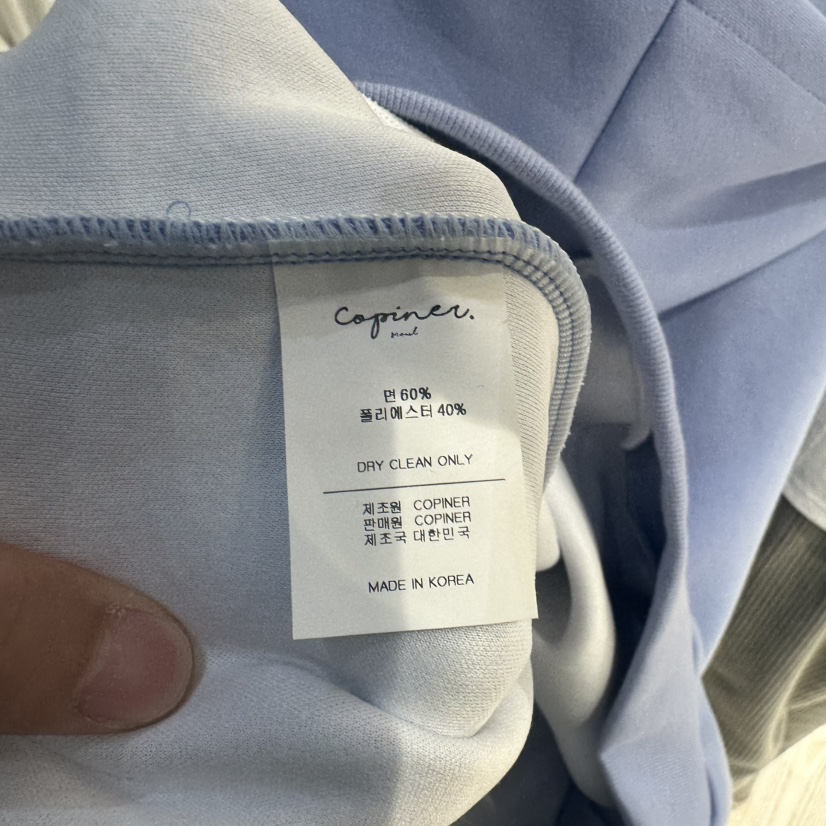 Copiner.
면 60%
폴리에스터 40%
DRY CLEAN ONLY
제조원 COPINER
판매원 COPINER
제조국 대한민국
MADE IN KOREA